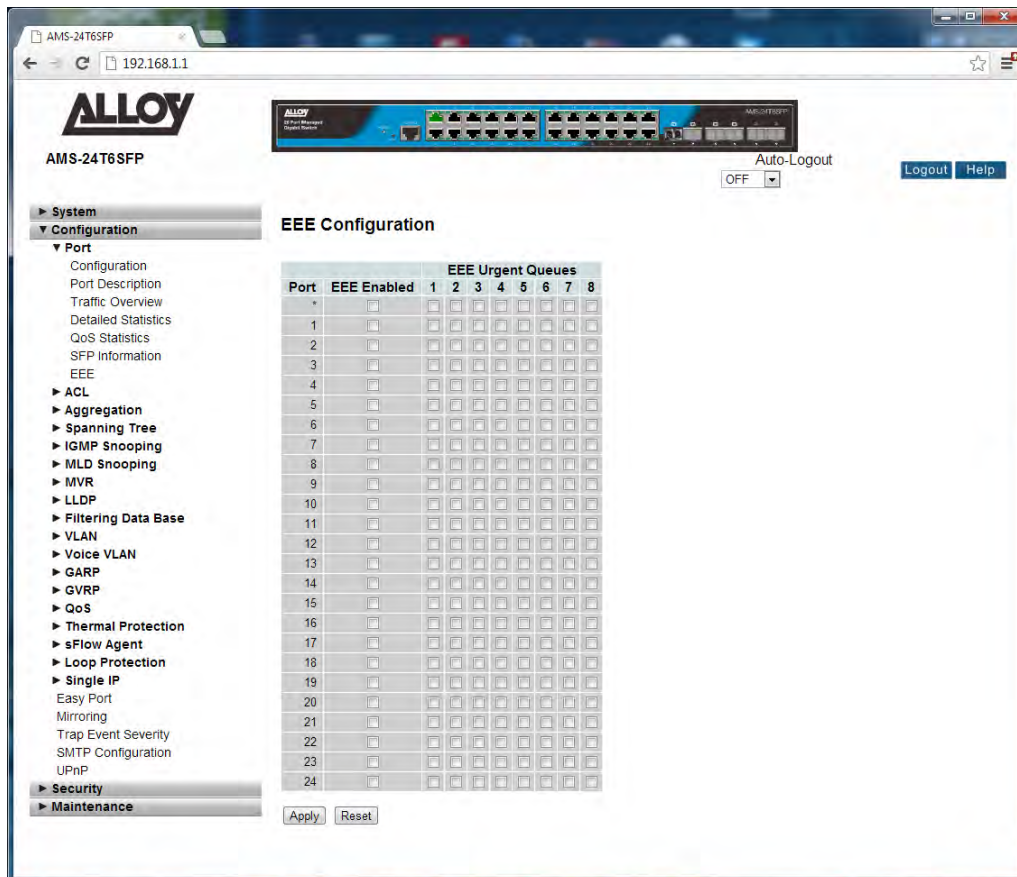 AMS-24T6SFP
192.168.1.1
ALLOY
AMS-24T6SFP
ALLOY
AMS-24T6SFP
Auto-Logout
OFF
Logout Help
► System
▼ Configuration
▼ Port
Configuration
Port Description
Traffic Overview
Detailed Statistics
QoS Statistics
SFP Information
EEE
► ACL
► Aggregation
► Spanning Tree
► IGMP Snooping
► MLD Snooping
► MVR
► LLDP
► Filtering Data Base
► VLAN
► Voice VLAN
► GARP
► GVRP
► QoS
► Thermal Protection
► sFlow Agent
► Loop Protection
► Single IP
Easy Port
Mirroring
Trap Event Severity
SMTP Configuration
UPnP
► Security
► Maintenance
EEE Configuration
EEE Urgent Queues
Port EEE Enabled 1 2 3 4 5 6 7 8
*
1
2
3
4
5
6
7
8
9
10
11
12
13
14
15
16
17
18
19
20
21
22
23
24
Apply Reset